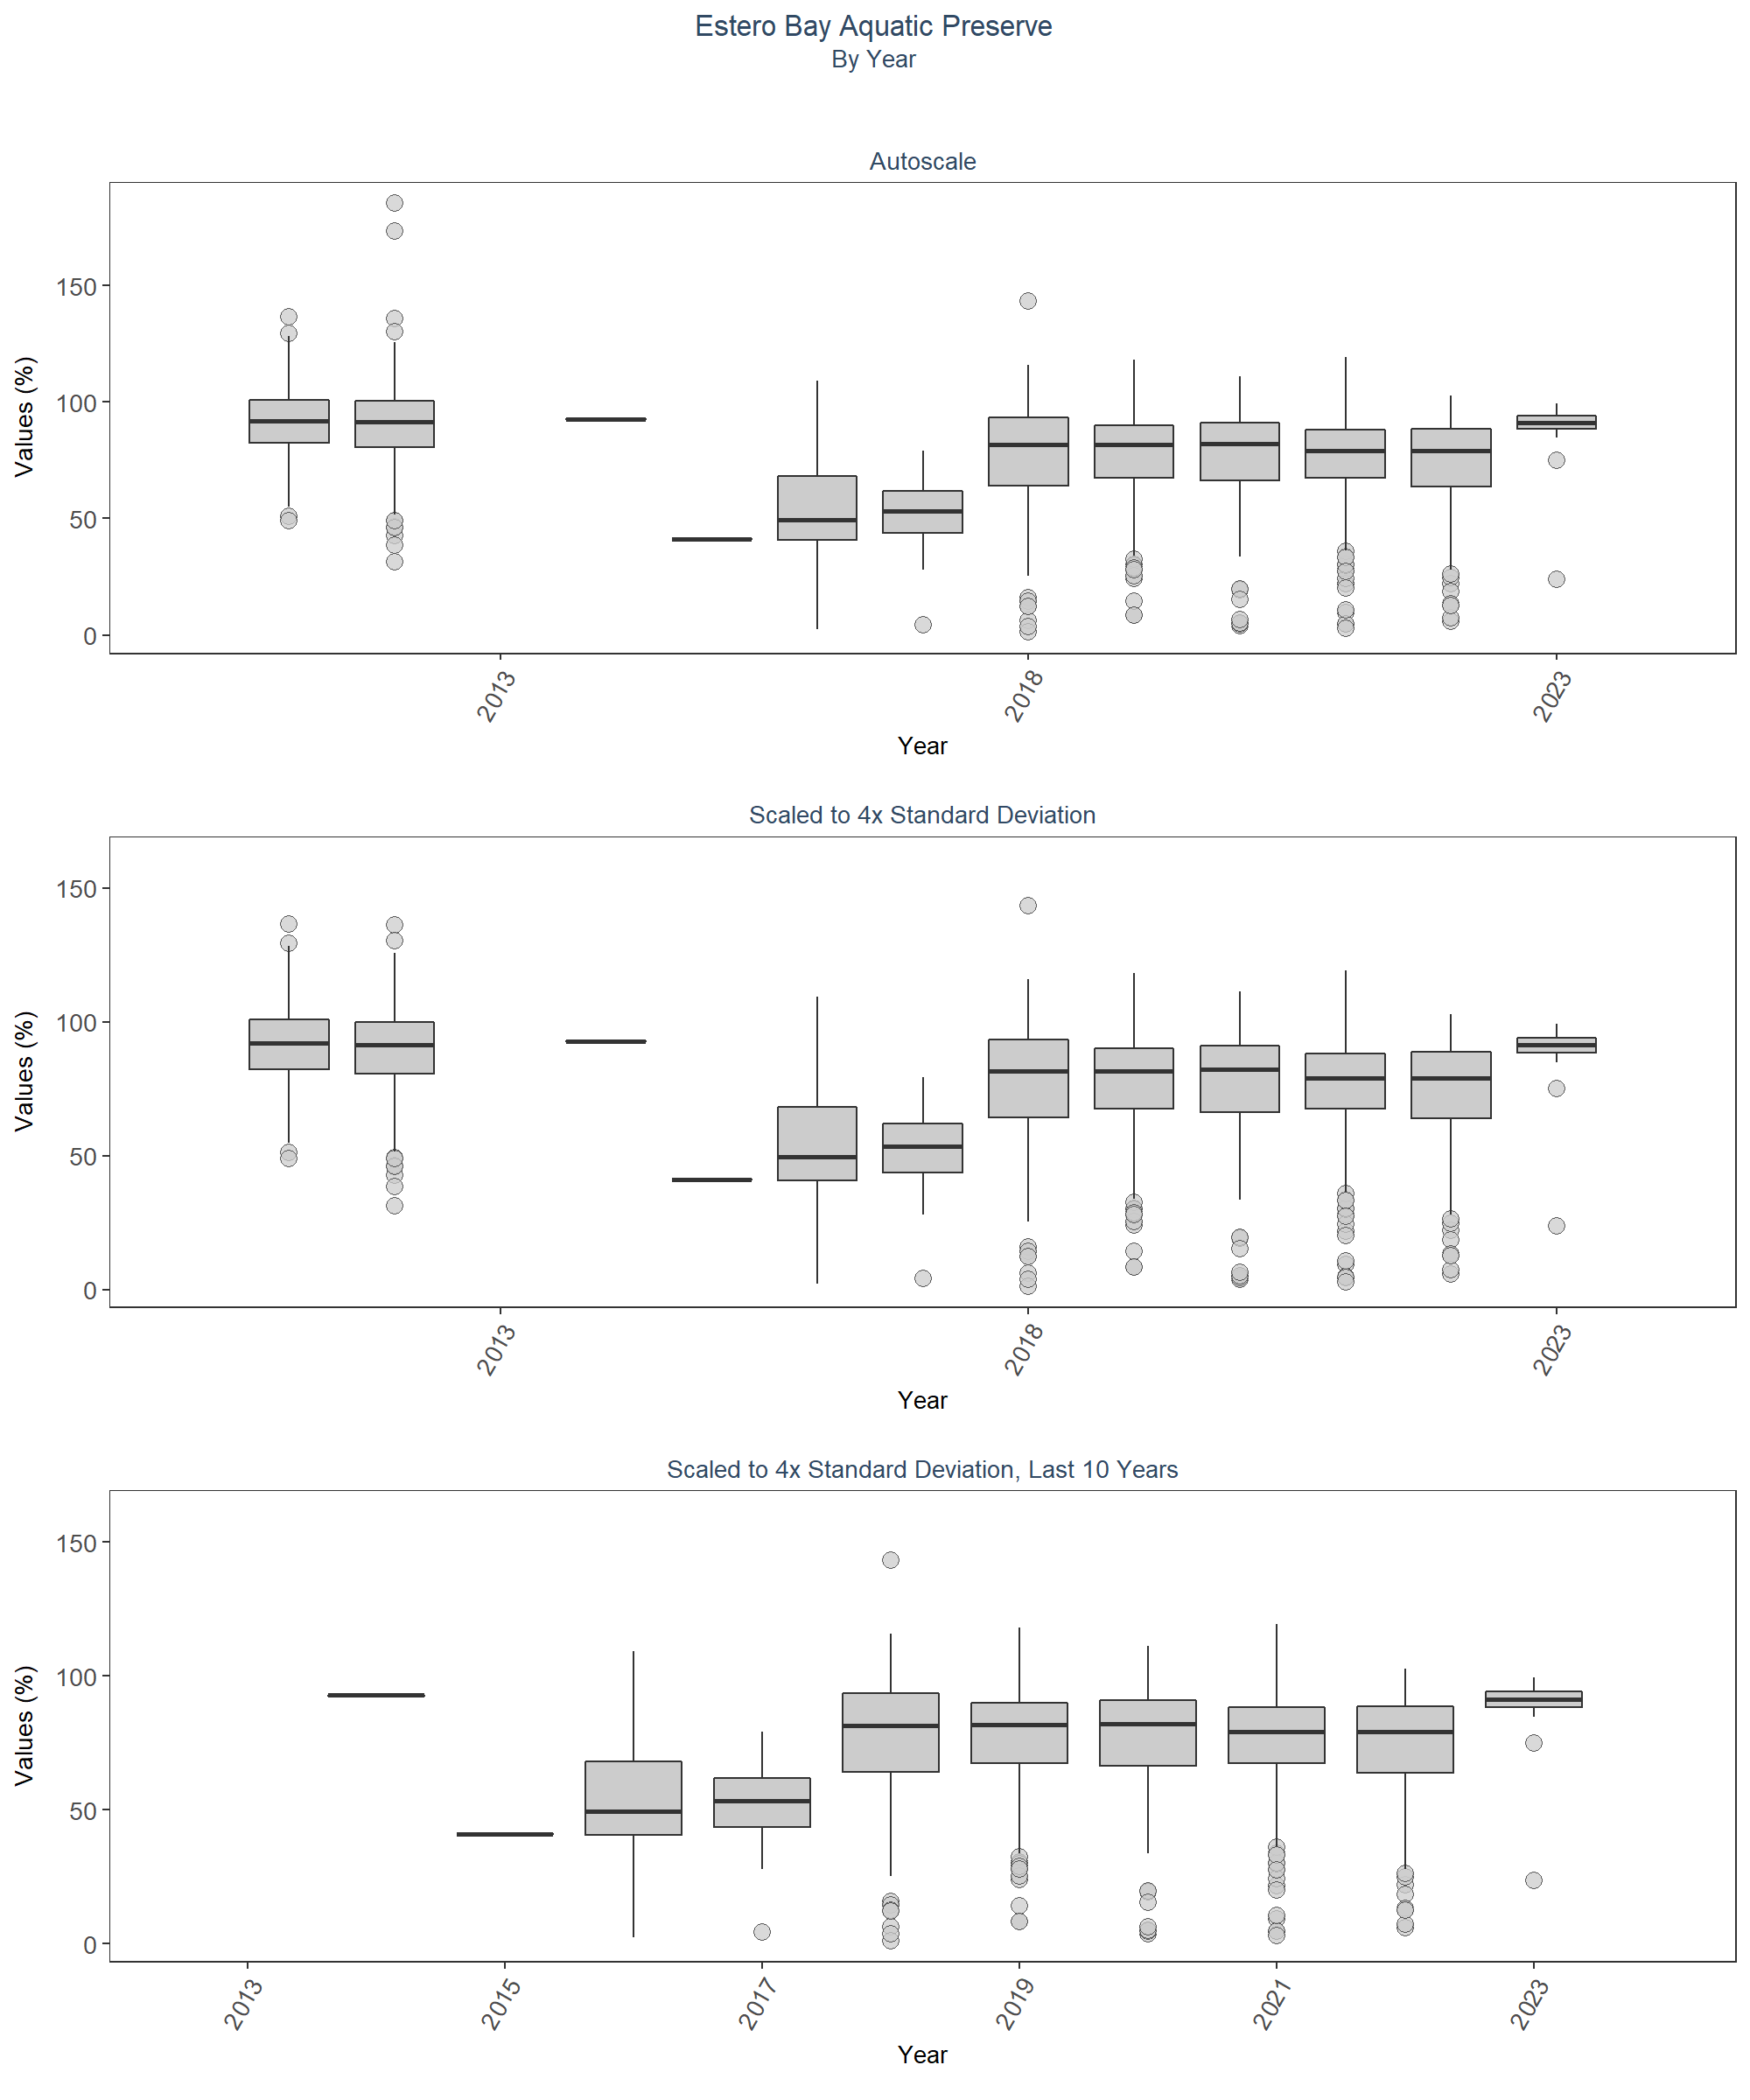 Estero Bay Aquatic Preserve
By Year
Autoscale
Values (%)
150
100
50
0
2013
2018
2023
Year
Scaled to 4x Standard Deviation
Values (%)
150
100
50
0
2013
2018
2023
Year
Scaled to 4x Standard Deviation, Last 10 Years
Values (%)
150
100
50
0
2013
2015
2017
2019
2021
2023
Year